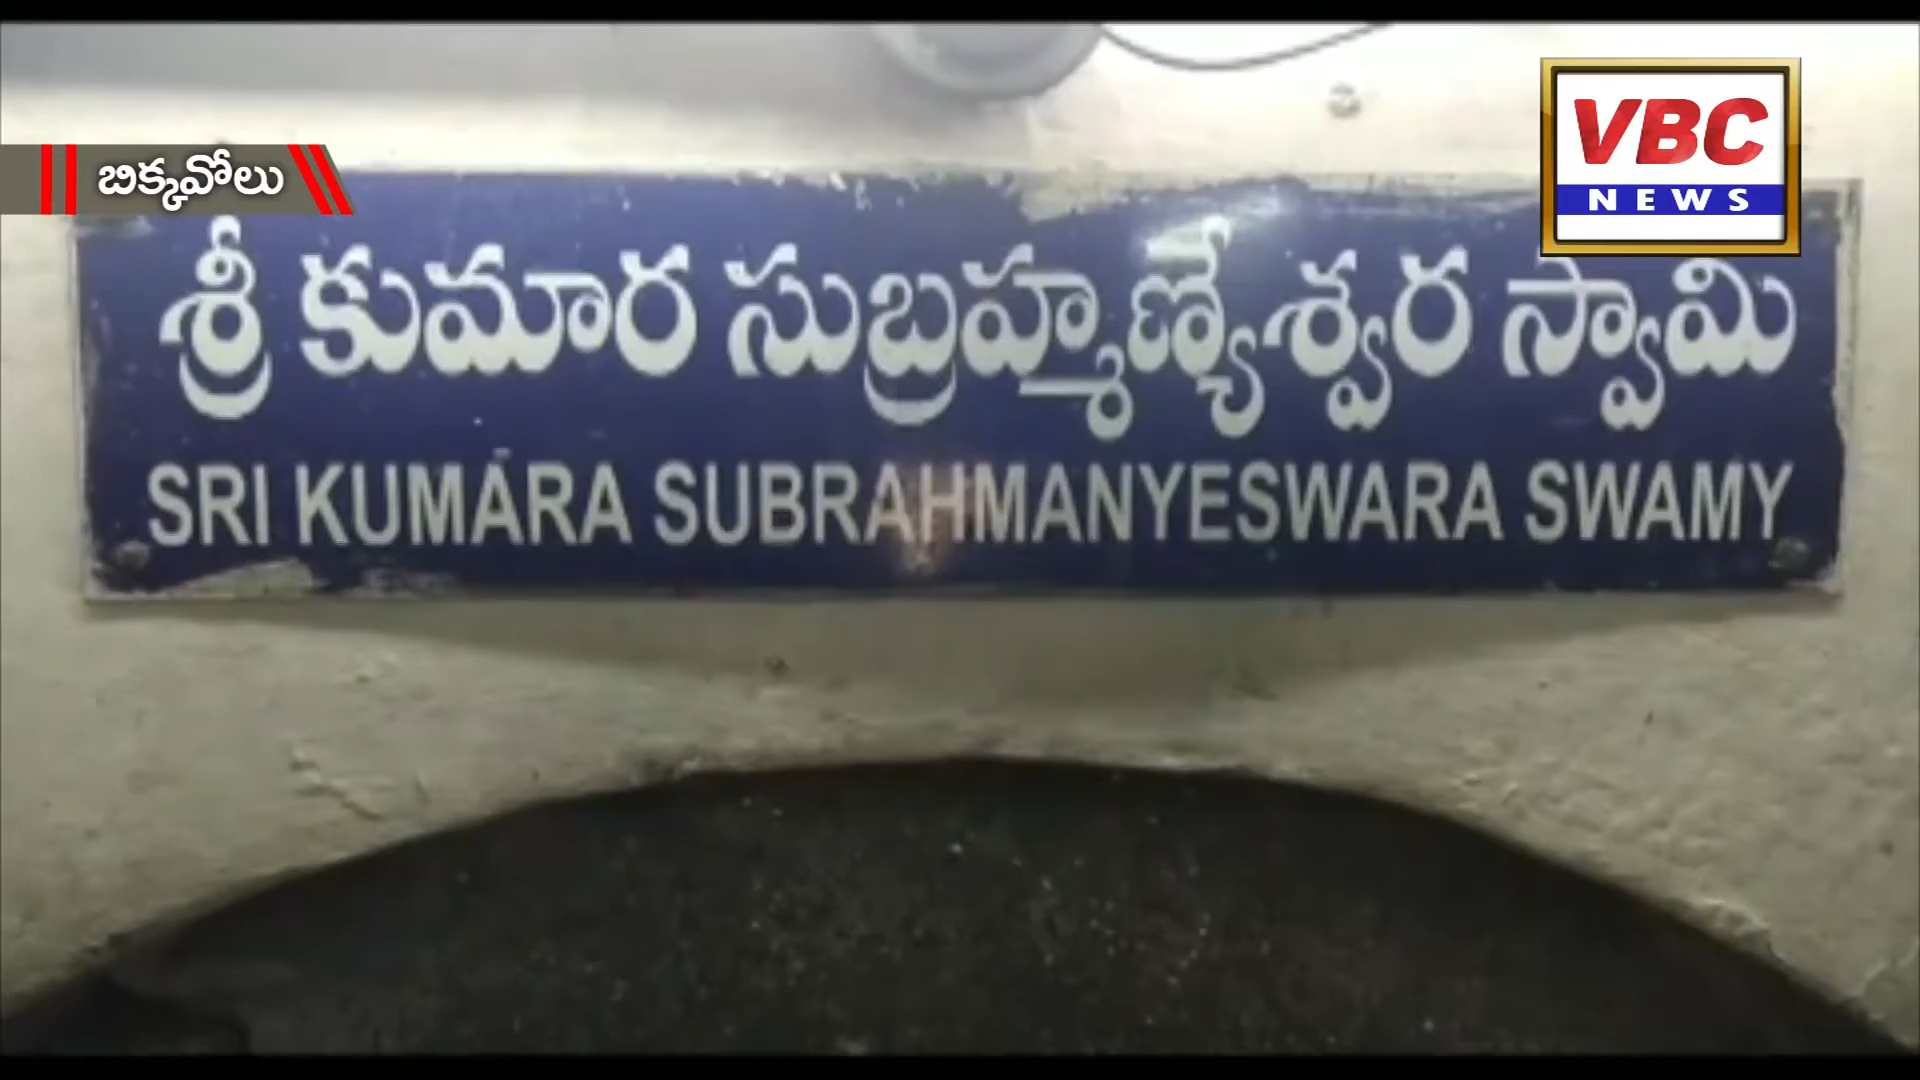 బిక్కవోలు
VBC
NEWS
శ్రీ కుమార సుబ్రహ్మణ్యేశ్వర స్వామి
SRI KUMARA SUBRAHMANYESWARA SWAMY